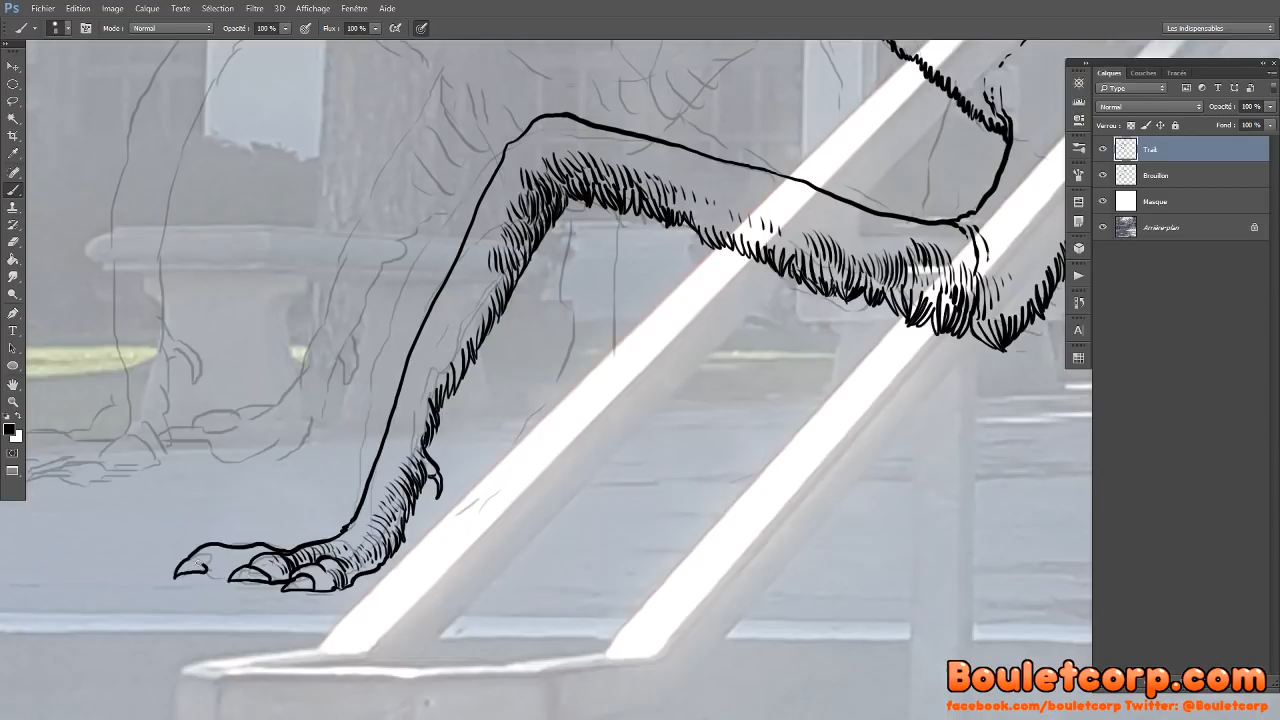 Ps Fichier Edition Image Calque Texte Sélection Filtre 3D Affichage Fenêtre Aide
Mode : Normal Opacité : 100 % Flux : 100 % Les indispensables
Calques Couches Tracés
Type
Normal Opacité : 100 %
Verrou : Fond : 100 %
Trait
Brouillon
Masque
Arrière-plan
Bouletcorp.com
facebook.com/bouletcorp Twitter: @Bouletcorp